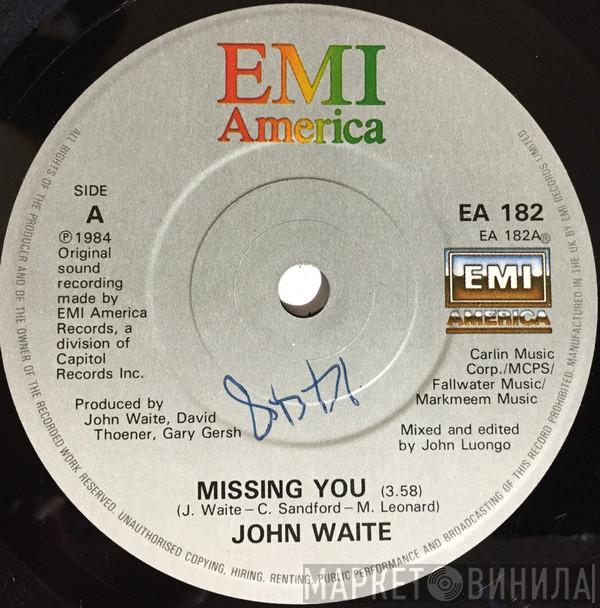 EMI
America
SIDE
A
℗ 1984
Original
sound
recording
made by
EMI America
Records, a
division of
Capitol
Records Inc.
Produced by
John Waite, David
Thoener, Gary Gersh
EA 182
EA 182A
EMI
AMERICA
Carlin Music
Corp./MCPS/
Fallwater Music/
Markmeem Music
Mixed and edited
by John Luongo
MISSING YOU (3.58)
(J. Waite – C. Sandford – M. Leonard)
JOHN WAITE
ALL RIGHTS OF THE PRODUCER AND OF THE OWNER OF THE RECORDED WORK RESERVED. UNAUTHORISED COPYING, HIRING, RENTING, PUBLIC PERFORMANCE AND BROADCASTING OF THIS RECORD PROHIBITED. MANUFACTURED IN THE UK BY EMI RECORDS LIMITED
МАРКЕТ ВИНИЛА